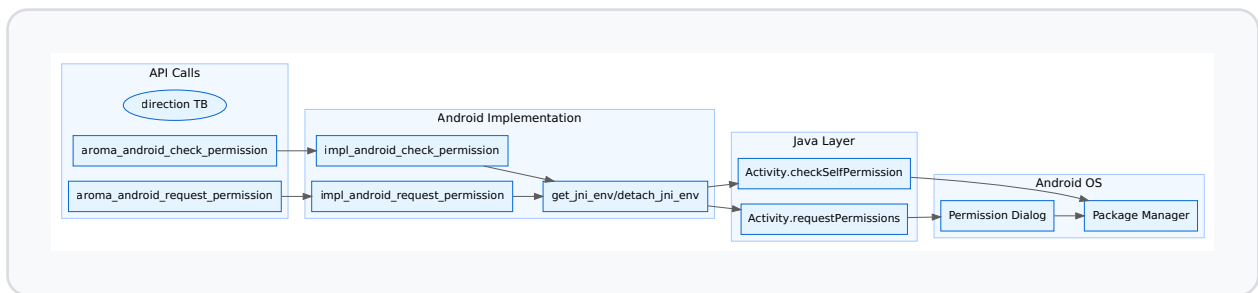 API Calls
direction TB
aroma_android_check_permission
aroma_android_request_permission
Android Implementation
impl_android_check_permission
impl_android_request_permission
get_jni_env/detach_jni_env
Java Layer
Activity.checkSelfPermission
Activity.requestPermissions
Android OS
Permission Dialog
Package Manager